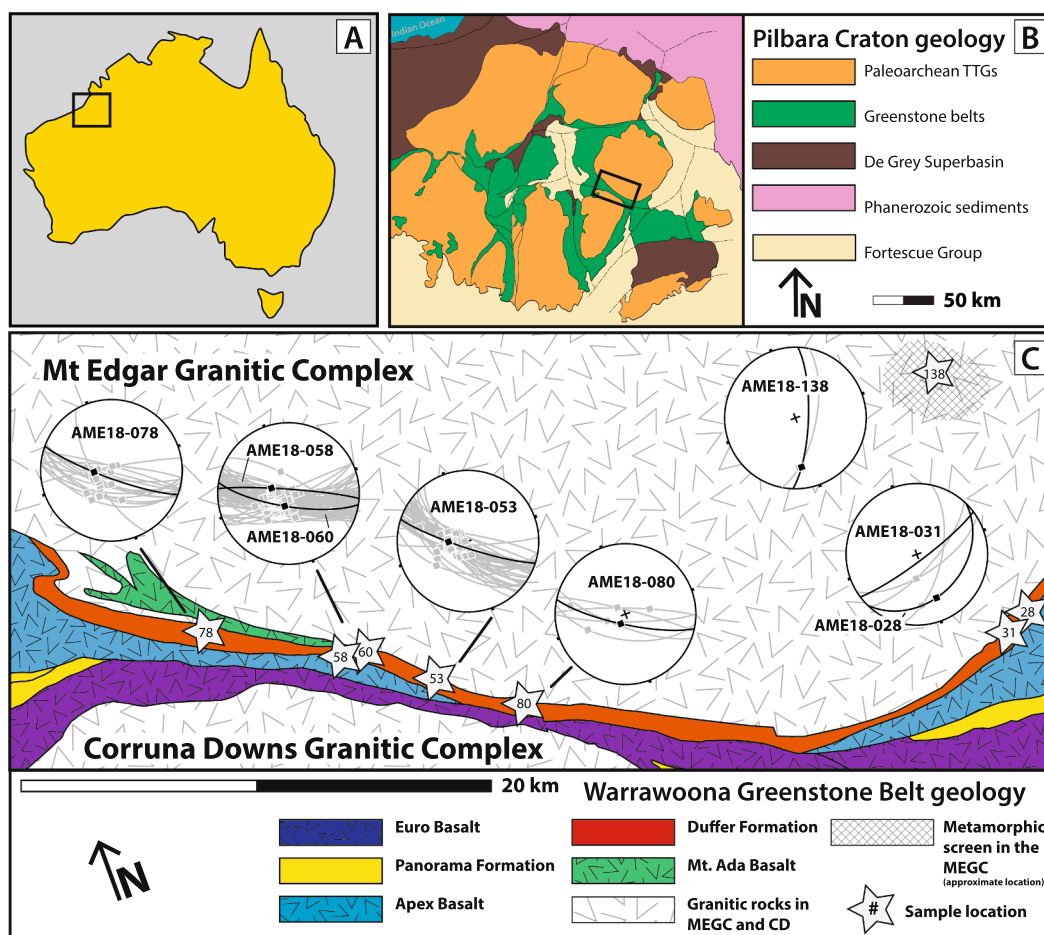 A
Indian Ocean
Pilbara Craton geology
B
Paleoarchean TTGs
Greenstone belts
De Grey Superbasin
Phanerozoic sediments
Fortescue Group
N
50 km
Mt Edgar Granitic Complex
C
138
AME18-138
AME18-078
AME18-058
AME18-060
AME18-053
AME18-080
AME18-031
AME18-028
78
58
60
53
80
28
31
Corruna Downs Granitic Complex
20 km
Warrawoona Greenstone Belt geology
N
Euro Basalt
Panorama Formation
Apex Basalt
Duffer Formation
Mt. Ada Basalt
Granitic rocks in
MEGC and CD
Metamorphic
screen in the
MEGC
(approximate location)
#
Sample location